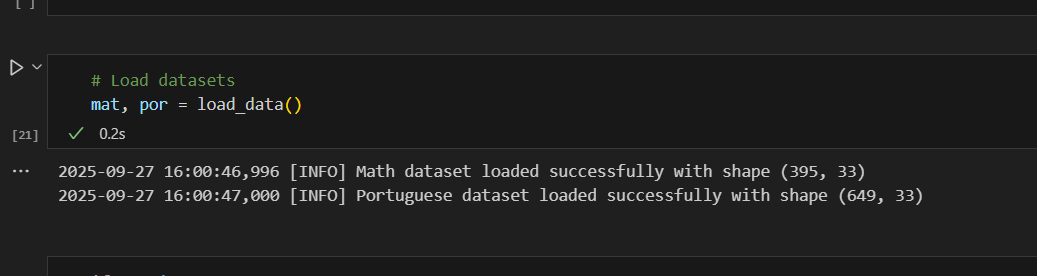 [ ]
# Load datasets
mat, por = load_data()
[21]
0.2s
2025-09-27 16:00:46,996 [INFO] Math dataset loaded successfully with shape (395, 33)
2025-09-27 16:00:47,000 [INFO] Portuguese dataset loaded successfully with shape (649, 33)